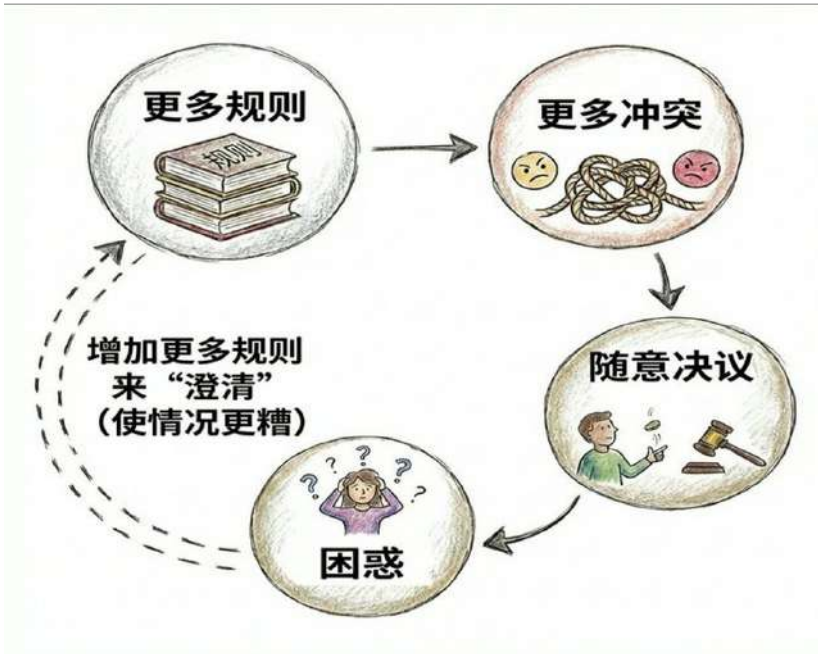 更多规则
规则
更多冲突
随意决议
困惑
增加更多规则
来“澄清”
（使情况更糟）